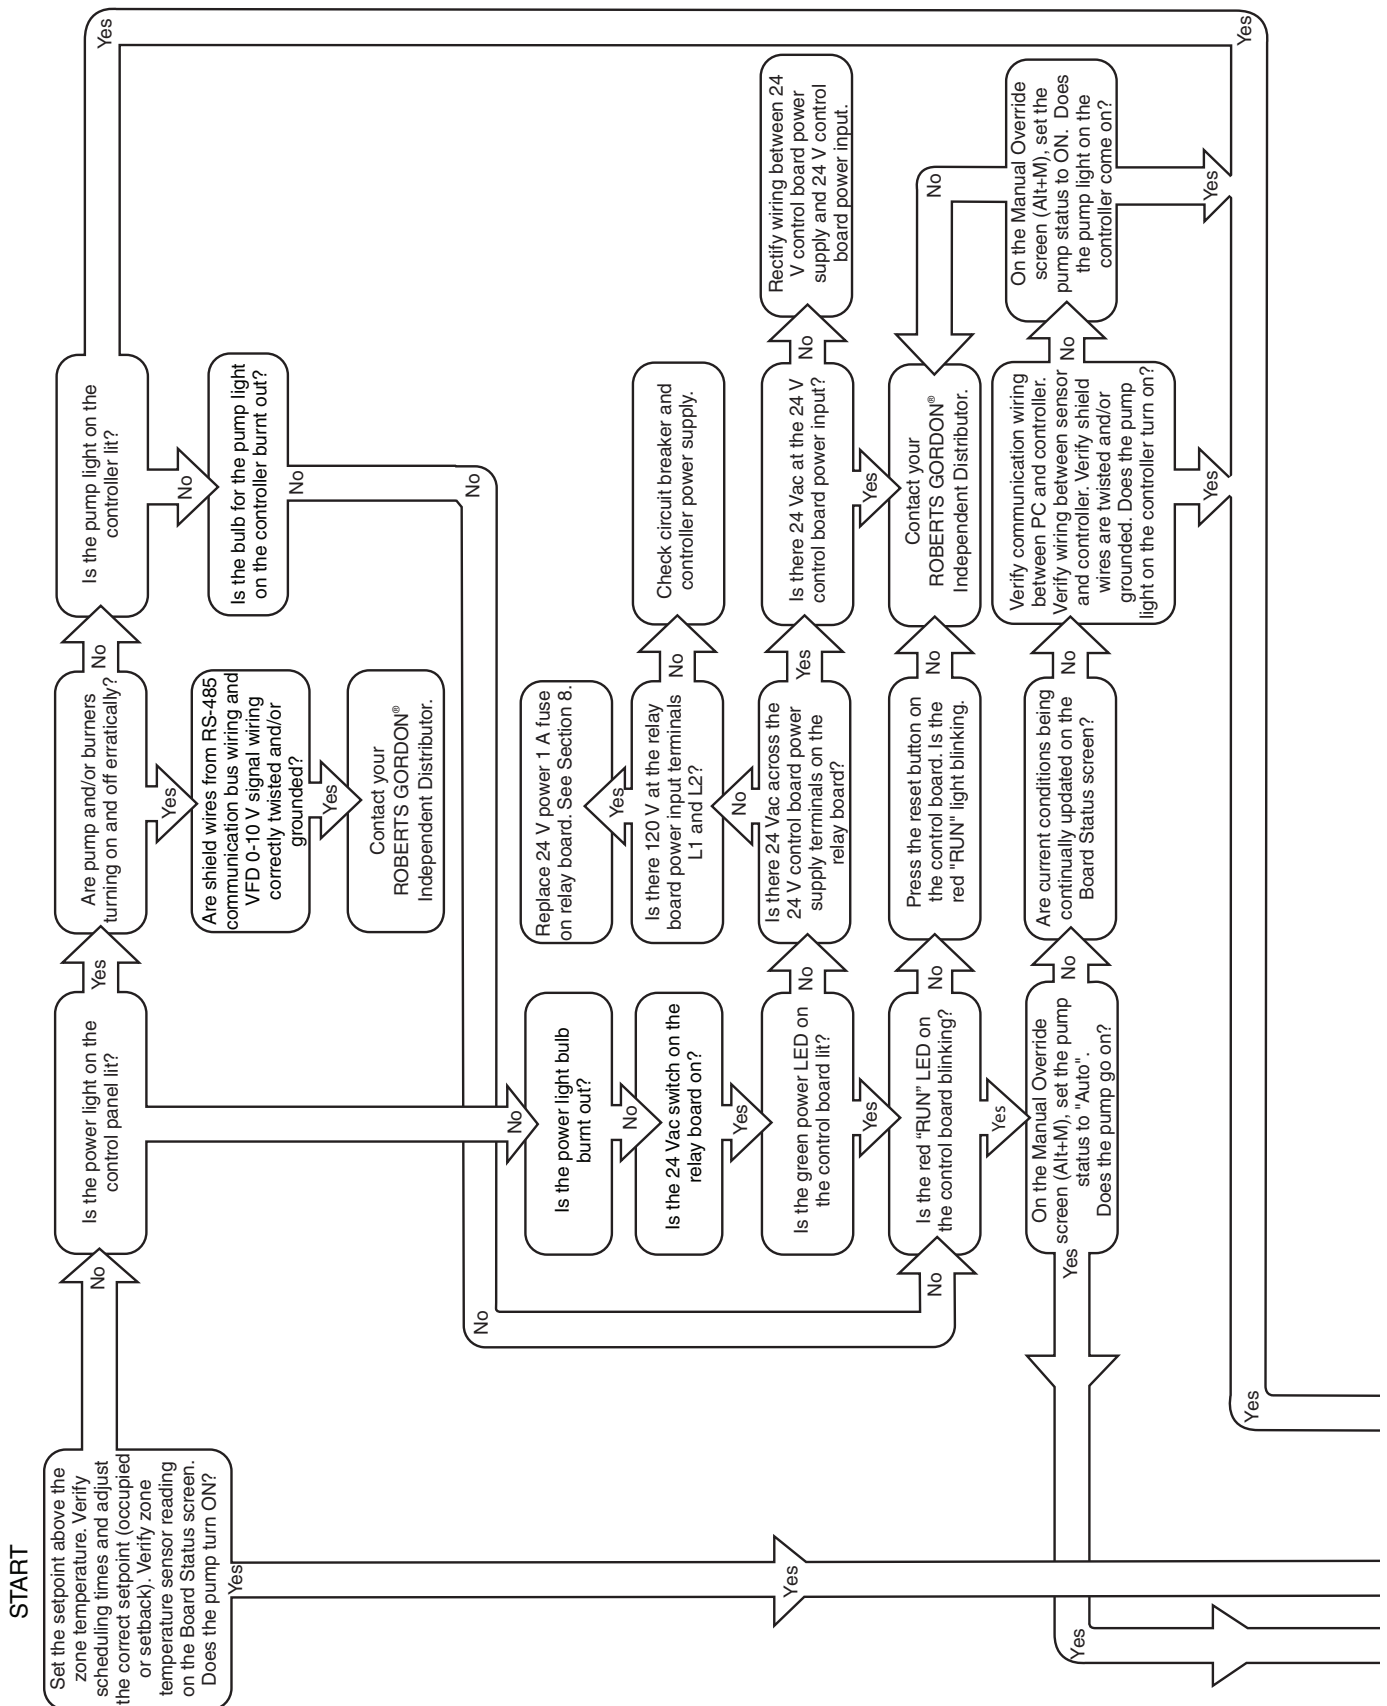 START
Set the setpoint above the
zone temperature. Verify
scheduling times and adjust
the correct setpoint (occupied
or setback). Verify zone
temperature sensor reading
on the Board Status screen.
Does the pump turn ON?
No
Yes
Yes
Is the power light on the
control panel lit?
Yes
No
Are pump and/or burners
turning on and off erratically?
No
Yes
Are shield wires from RS-485
communication bus wiring and
VFD 0-10 V signal wiring
correctly twisted and/or
grounded?
Yes
Contact your
ROBERTS GORDON®
Independent Distributor.
Is the pump light on the
controller lit?
Yes
Yes
Yes
No
Is the bulb for the pump light
on the controller burnt out?
No
No
No
No
Is the power light bulb
burnt out?
No
Is the 24 Vac switch on the
relay board on?
Yes
Is the green power LED on
the control board lit?
No
Yes
Is there 24 Vac across the
24 V control board power
supply terminals on the
relay board?
No
Yes
Is there 120 V at the relay
board power input terminals
L1 and L2?
Yes
No
Replace 24 V power 1 A fuse
on relay board. See Section 8.
Check circuit breaker and
controller power supply.
Is there 24 Vac at the 24 V
control board power input?
No
Yes
Rectify wiring between 24
V control board power
supply and 24 V control
board power input.
Is the red “RUN” LED on
the control board blinking?
No
Yes
Press the reset button on
the control board. Is the
red "RUN" light blinking.
No
Contact your
ROBERTS GORDON®
Independent Distributor.
On the Manual Override
screen (Alt+M), set the pump
status to "Auto".
Does the pump go on?
Yes
Yes
No
Are current conditions being
continually updated on the
Board Status screen?
No
Verify communication wiring
between PC and controller.
Verify wiring between sensor
and controller. Verify shield
wires are twisted and/or
grounded. Does the pump
light on the controller turn on?
No
Yes
On the Manual Override
screen (Alt+M), set the
pump status to ON. Does
the pump light on the
controller come on?
No
Yes